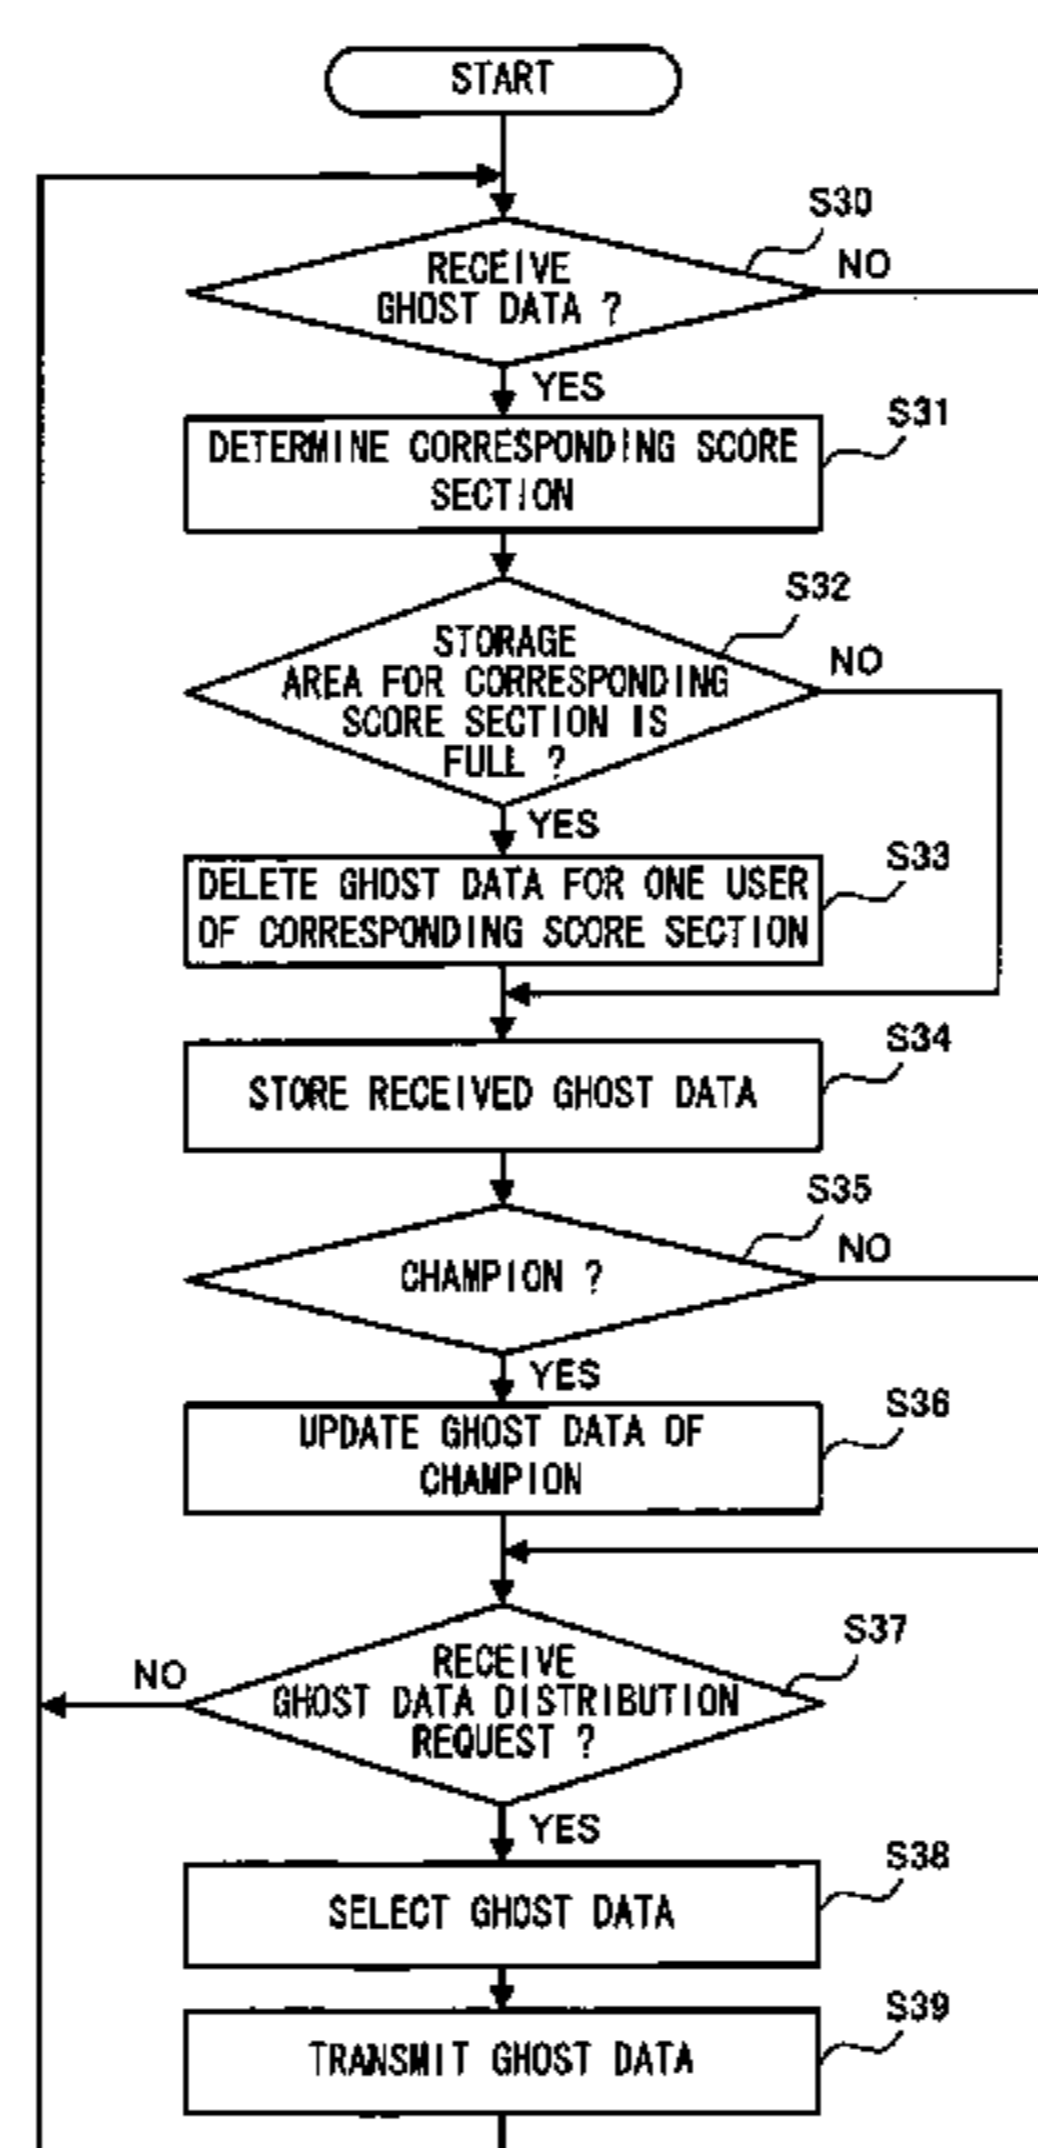 START
S30
RECEIVE
GHOST DATA ?
NO
YES
S31
DETERMINE CORRESPONDING SCORE
SECTION
S32
STORAGE
AREA FOR CORRESPONDING
SCORE SECTION IS
FULL ?
NO
YES
S33
DELETE GHOST DATA FOR ONE USER
OF CORRESPONDING SCORE SECTION
S34
STORE RECEIVED GHOST DATA
S35
CHAMPION ?
NO
YES
S36
UPDATE GHOST DATA OF
CHAMPION
S37
RECEIVE
GHOST DATA DISTRIBUTION
REQUEST ?
NO
YES
S38
SELECT GHOST DATA
S39
TRANSMIT GHOST DATA